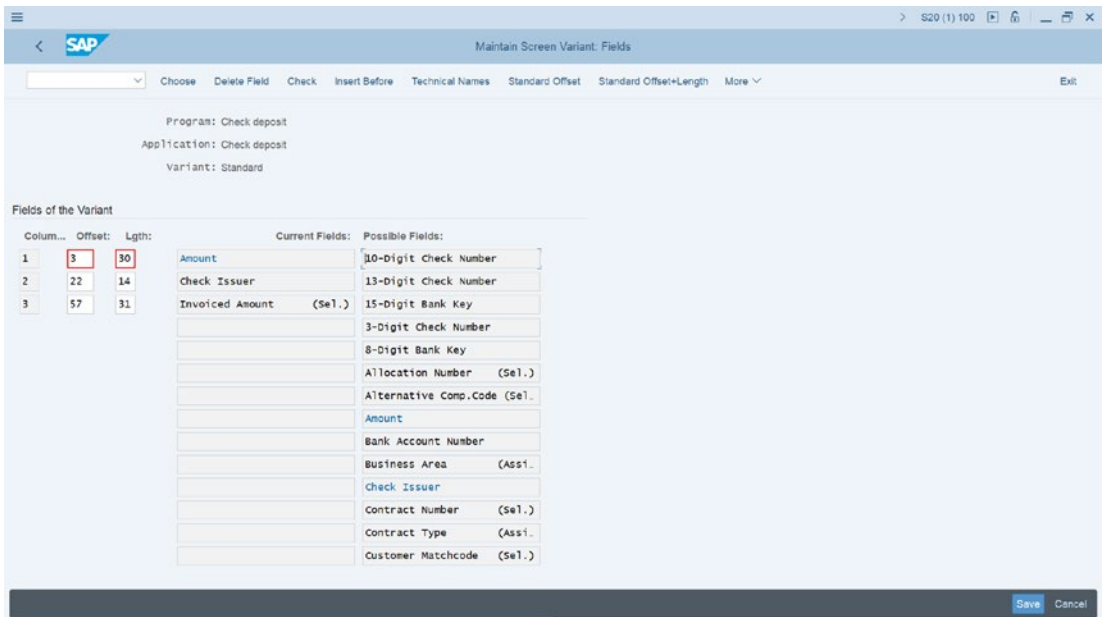 S20 (1) 100
SAP
Maintain Screen Variant: Fields
Choose Delete Field Check Insert Before Technical Names Standard Offset Standard Offset+Length More Exit
Program: Check deposit
Application: Check deposit
Variant: Standard
Fields of the Variant
Colum... Offset: Lgth: Current Fields: Possible Fields:
1 3 30 Amount 10-Digit Check Number
2 22 14 Check Issuer 13-Digit Check Number
3 57 31 Invoiced Amount (Sel.) 15-Digit Bank Key
3-Digit Check Number
8-Digit Bank Key
Allocation Number (Sel.)
Alternative Comp.Code (Sel…
Amount
Bank Account Number
Business Area (Assi…
Check Issuer
Contract Number (Sel.)
Contract Type (Assi…
Customer Matchcode (Sel.)
Save Cancel